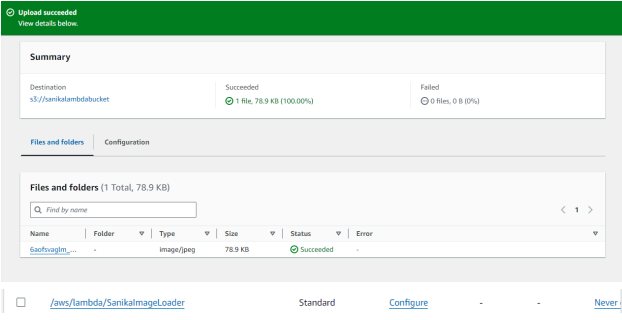 Upload succeeded
View details below.
Summary
Destination
s3://sanikalambdabucket
Succeeded
1 file, 78.9 KB (100.00%)
Failed
0 files, 0 B (0%)
Files and folders Configuration
Files and folders (1 Total, 78.9 KB)
Find by name
1
Name Folder Type Size Status Error
6aofsvaglm_... - image/jpeg 78.9 KB Succeeded -
/aws/lambda/SanikaImageLoader Standard Configure - - Never